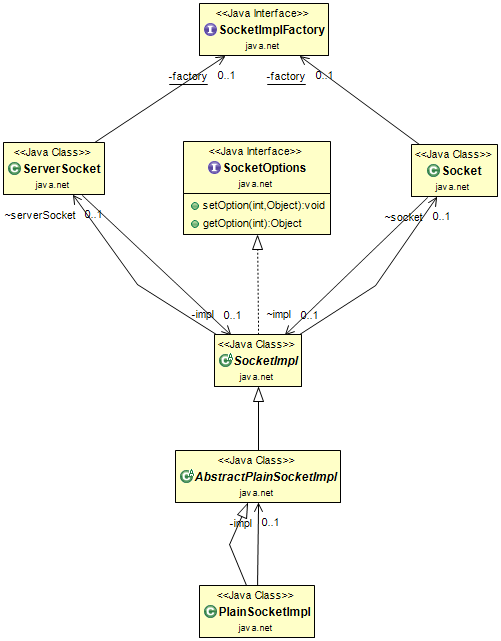 <<Java Interface>>
SocketImplFactory
java.net
-factory 0..1
-factory 0..1
<<Java Class>>
ServerSocket
java.net
<<Java Interface>>
SocketOptions
setOption(int,Object):void
getOption(int):Object
<<Java Class>>
Socket
java.net
~serverSocket 0..1
~socket 0..1
-impl 0..1
~impl 0..1
<<Java Class>>
SocketImpl
java.net
<<Java Class>>
AbstractPlainSocketImpl
java.net
-impl 0..1
<<Java Class>>
PlainSocketImpl
java.net